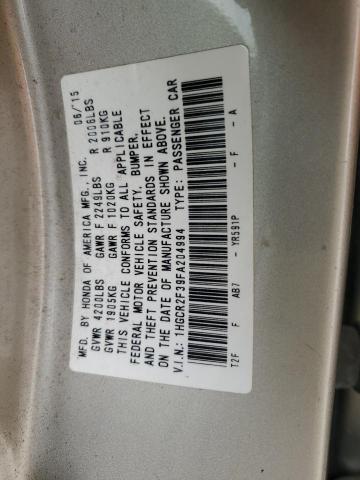 MFD. BY HONDA OF AMERICA MFG., INC. 06/15
GVWR 4200LBS GAWR F 2249LBS R 2006LBS
GVWR 1905KG GAWR F 1020KG R 910KG
THIS VEHICLE CONFORMS TO ALL APPLICABLE
FEDERAL MOTOR VEHICLE SAFETY, BUMPER,
AND THEFT PREVENTION STANDARDS IN EFFECT
ON THE DATE OF MANUFACTURE SHOWN ABOVE.
V.I.N.: 1HGCR2F39FA204994 TYPE: PASSENGER CAR
T2F F AB7 - YR591P - F - A